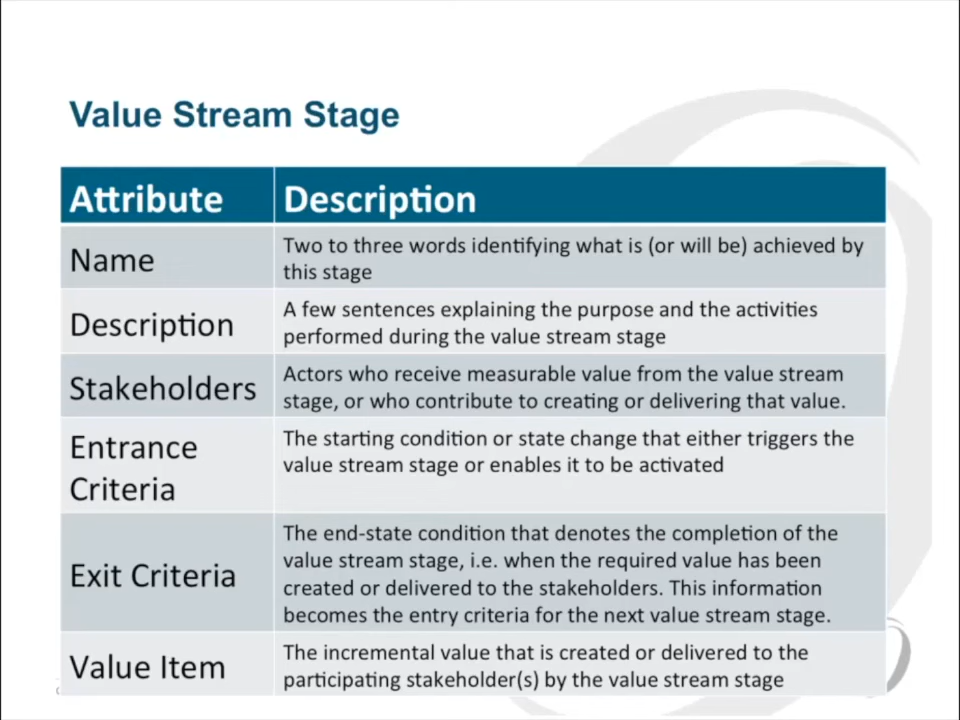 Value Stream Stage
Attribute
Description
Name
Two to three words identifying what is (or will be) achieved by
this stage
Description
A few sentences explaining the purpose and the activities
performed during the value stream stage
Stakeholders
Actors who receive measurable value from the value stream
stage, or who contribute to creating or delivering that value.
Entrance
Criteria
The starting condition or state change that either triggers the
value stream stage or enables it to be activated
Exit Criteria
The end-state condition that denotes the completion of the
value stream stage, i.e. when the required value has been
created or delivered to the stakeholders. This information
becomes the entry criteria for the next value stream stage.
Value Item
The incremental value that is created or delivered to the
participating stakeholder(s) by the value stream stage